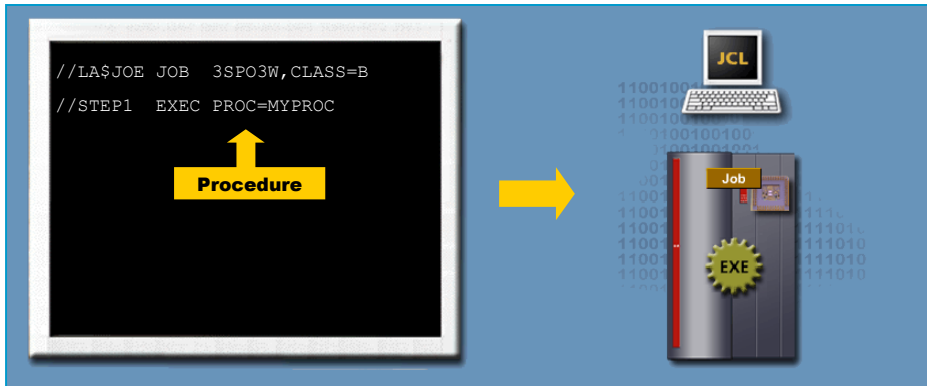 //LA$JOE JOB  3SPO3W,CLASS=B
//STEP1  EXEC PROC=MYPROC
Procedure
JCL
Job
EXE